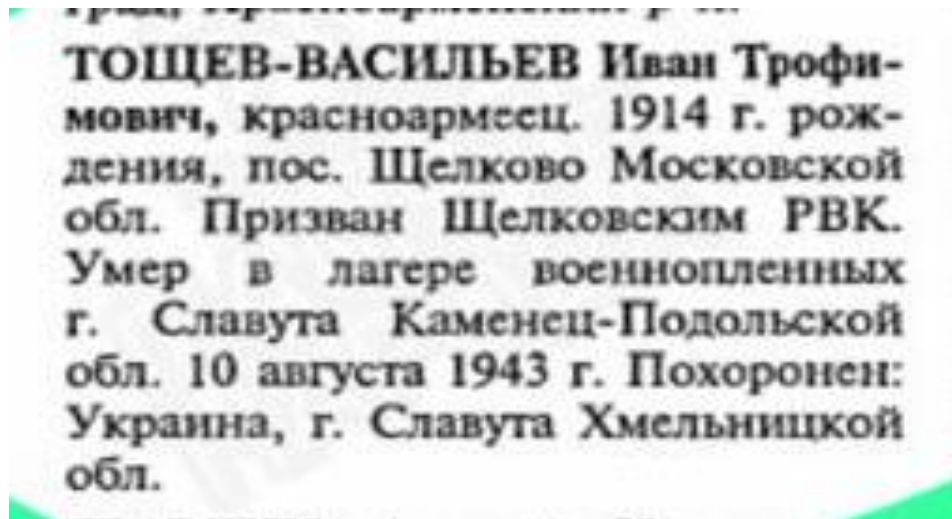 ТОЩЕВ-ВАСИЛЬЕВ Иван Трофи-
мович, красноармеец. 1914 г. рож-
дения, пос. Щелково Московской
обл. Призван Щелковским РВК.
Умер в лагере военнопленных
г. Славута Каменец-Подольской
обл. 10 августа 1943 г. Похоронен:
Украина, г. Славута Хмельницкой
обл.